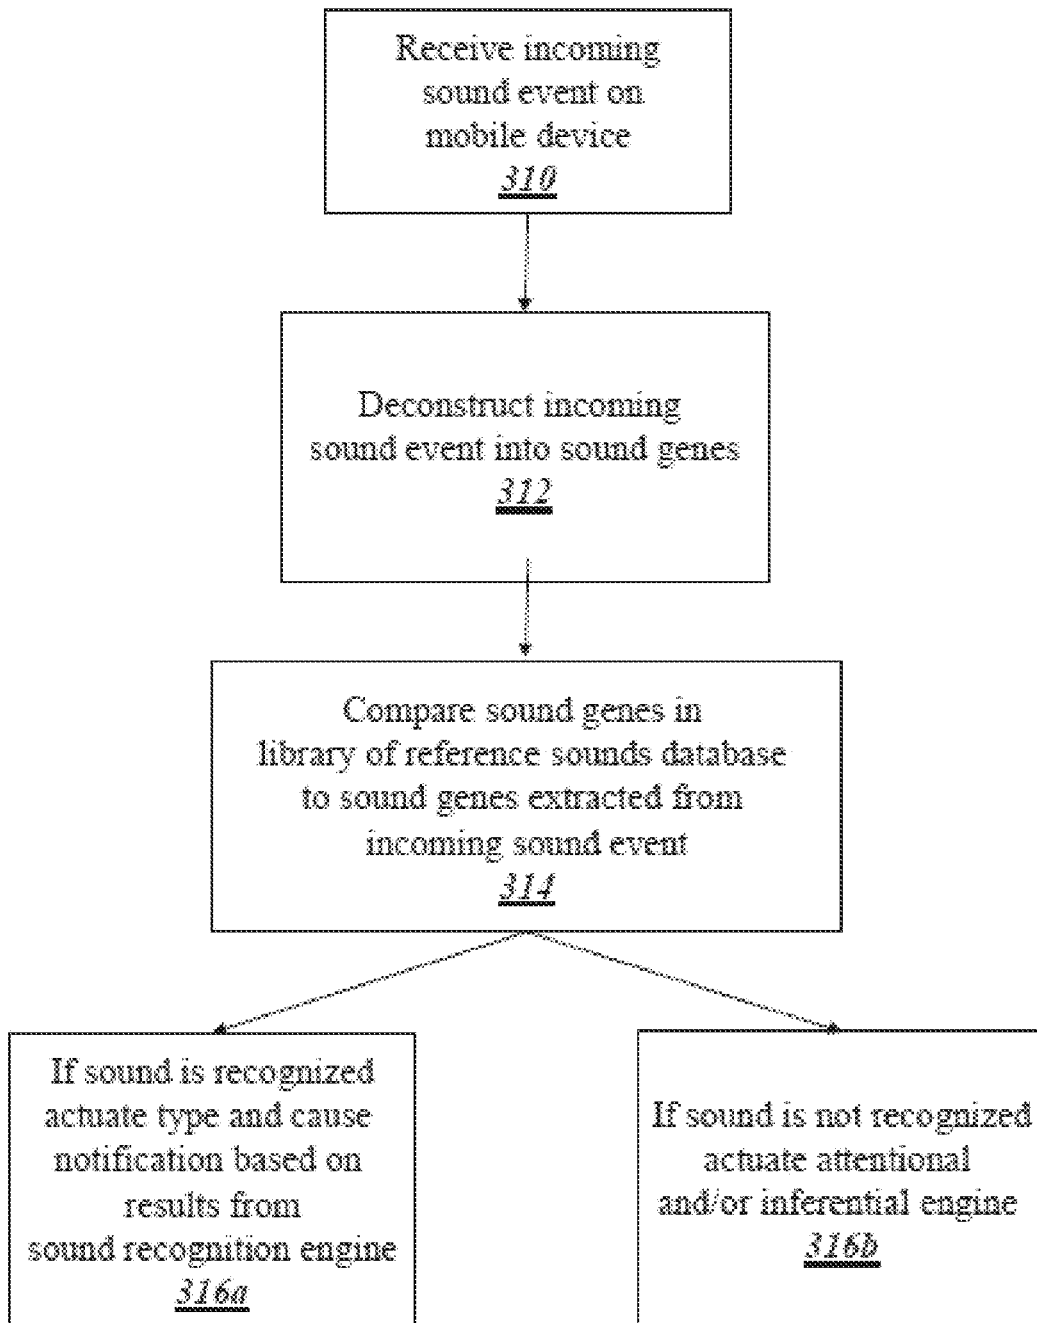 Receive incoming
sound event on
mobile device
310
Deconstruct incoming
sound event into sound genes
312
Compare sound genes in
library of reference sounds database
to sound genes extracted from
incoming sound event
314
If sound is recognized
actuate type and cause
notification based on
results from
sound recognition engine
316a
If sound is not recognized
actuate attentional
and/or inferential engine
316b